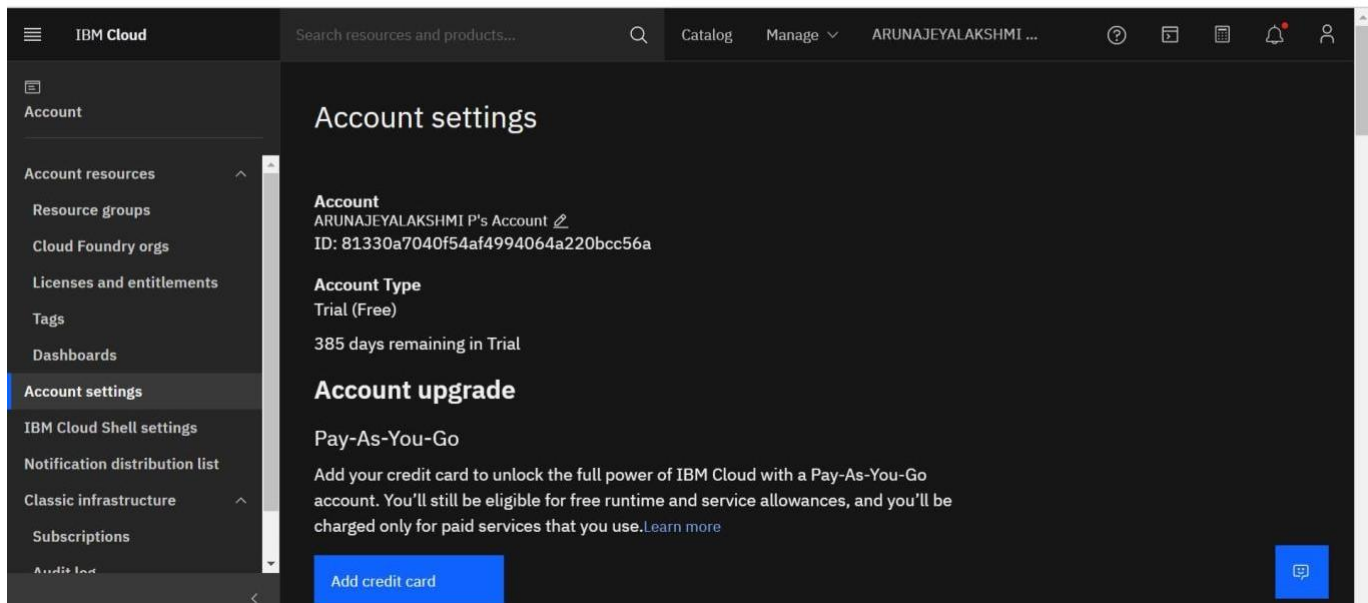 IBM Cloud
Search resources and products...
Catalog
Manage
ARUNAJEYALAKSHMI ...
Account
Account resources
Resource groups
Cloud Foundry orgs
Licenses and entitlements
Tags
Dashboards
Account settings
IBM Cloud Shell settings
Notification distribution list
Classic infrastructure
Subscriptions
Audit log
Account settings
Account
ARUNAJEYALAKSHMI P's Account
ID: 81330a7040f54af4994064a220bcc56a
Account Type
Trial (Free)
385 days remaining in Trial
Account upgrade
Pay-As-You-Go
Add your credit card to unlock the full power of IBM Cloud with a Pay-As-You-Go
account. You’ll still be eligible for free runtime and service allowances, and you’ll be
charged only for paid services that you use.Learn more
Add credit card